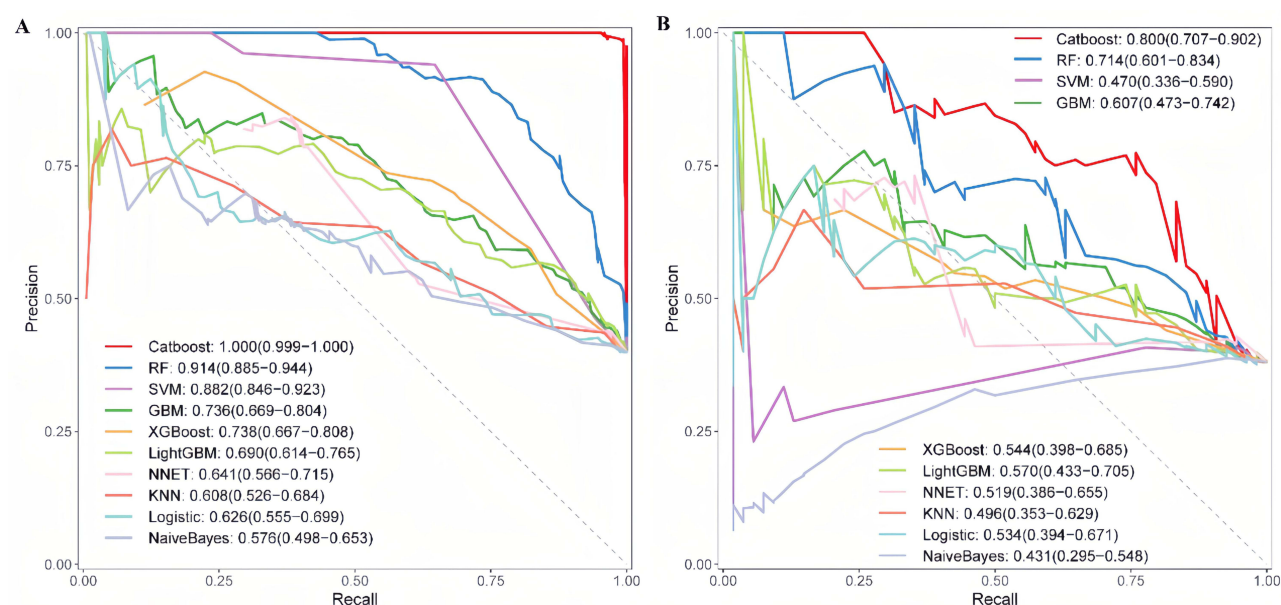 A
Precision
1.00
0.75
0.50
0.25
0.00
Catboost: 1.000(0.999−1.000)
RF: 0.914(0.885−0.944)
SVM: 0.882(0.846−0.923)
GBM: 0.736(0.669−0.804)
XGBoost: 0.738(0.667−0.808)
LightGBM: 0.690(0.614−0.765)
NNET: 0.641(0.566−0.715)
KNN: 0.608(0.526−0.684)
Logistic: 0.626(0.555−0.699)
NaiveBayes: 0.576(0.498−0.653)
0.00 0.25 0.50 0.75 1.00
Recall
B
Precision
1.00
0.75
0.50
0.25
0.00
Catboost: 0.800(0.707−0.902)
RF: 0.714(0.601−0.834)
SVM: 0.470(0.336−0.590)
GBM: 0.607(0.473−0.742)
XGBoost: 0.544(0.398−0.685)
LightGBM: 0.570(0.433−0.705)
NNET: 0.519(0.386−0.655)
KNN: 0.496(0.353−0.629)
Logistic: 0.534(0.394−0.671)
NaiveBayes: 0.431(0.295−0.548)
0.00 0.25 0.50 0.75 1.00
Recall